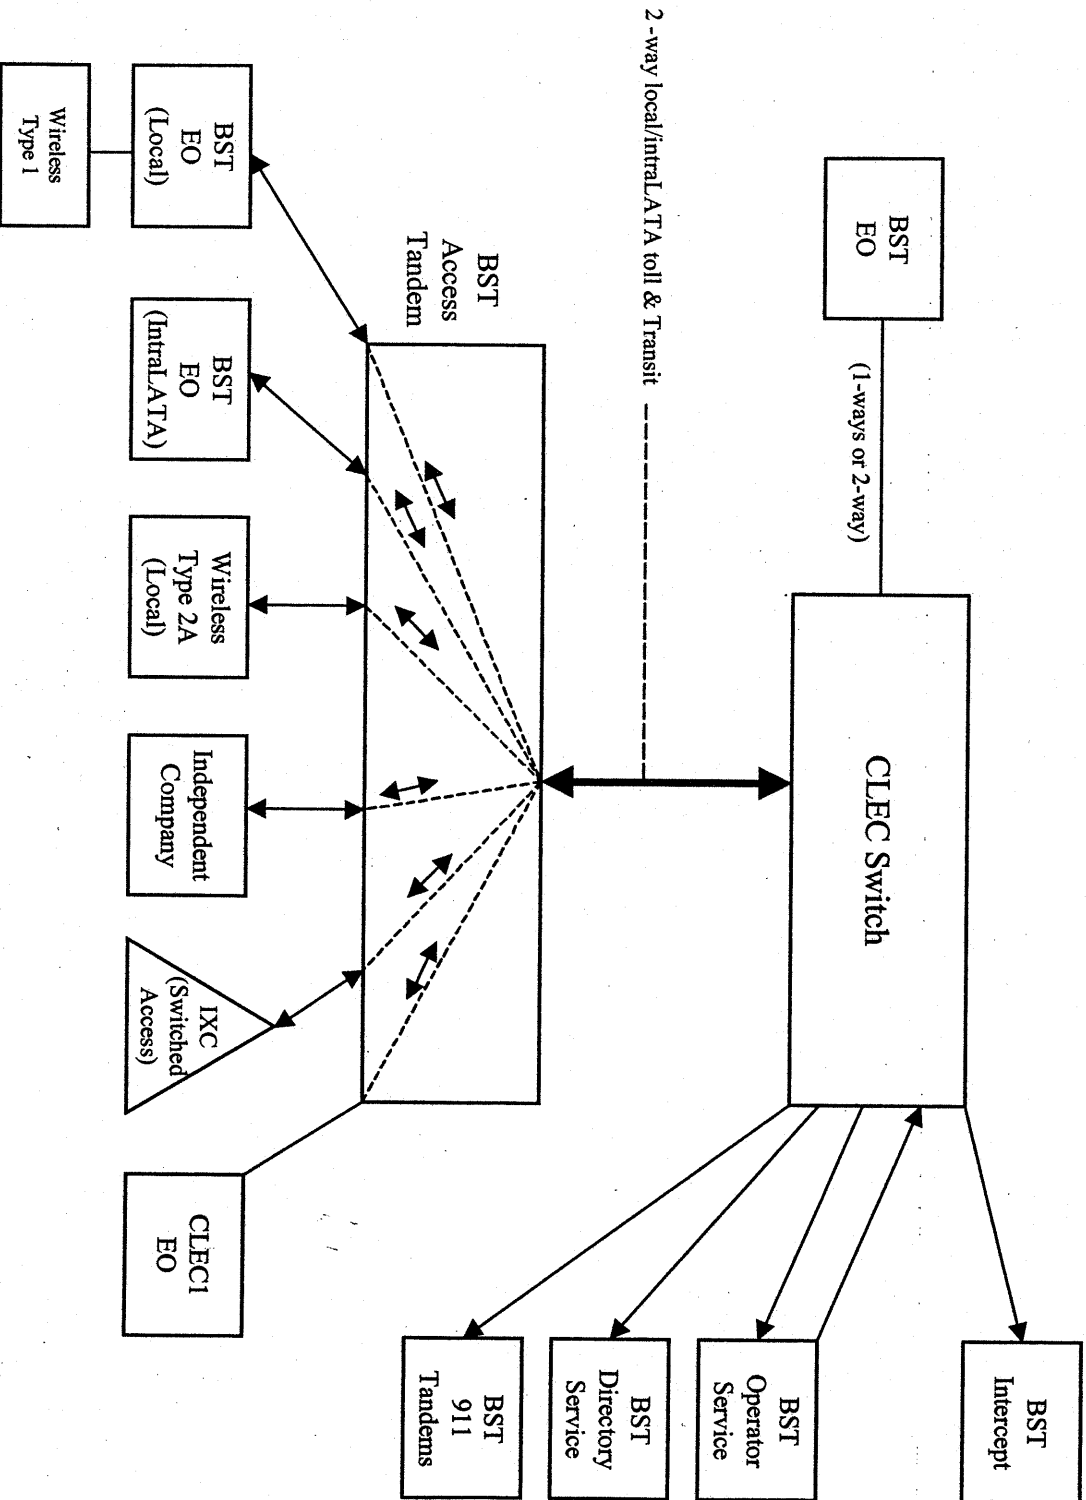 BST
EO
(1-ways or 2-way)
CLEC Switch
BST
Intercept
BST
Operator
Service
BST
Directory
Service
BST
911
Tandems
2 -way local/intraLATA toll & Transit
BST
Access
Tandem
BST
EO
(Local)
BST
EO
(IntraLATA)
Wireless
Type 2A
(Local)
Independent
Company
IXC
(Switched
Access)
CLEC1
EO
Wireless
Type 1